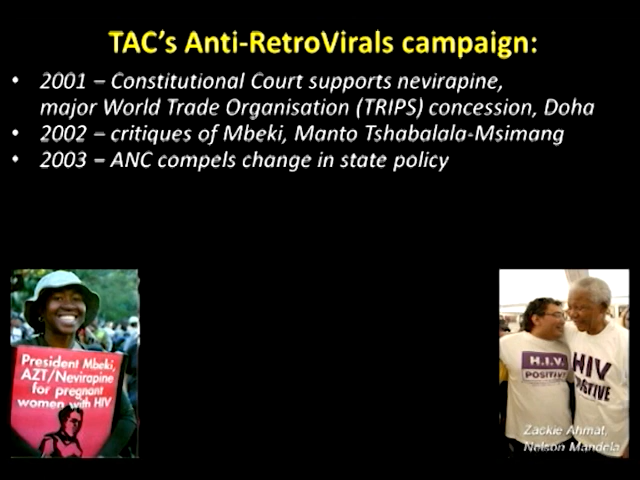 TAC’s Anti-RetroVirals campaign:
• 2001 – Constitutional Court supports nevirapine,
major World Trade Organisation (TRIPS) concession, Doha
• 2002 – critiques of Mbeki, Manto Tshabalala-Msimang
• 2003 – ANC compels change in state policy
President Mbeki,
AZT/Nevirapine
for pregnant
women with HIV
H.I.V.
POSITIVE
HIV
POSITIVE
Zackie Ahmat,
Nelson Mandela